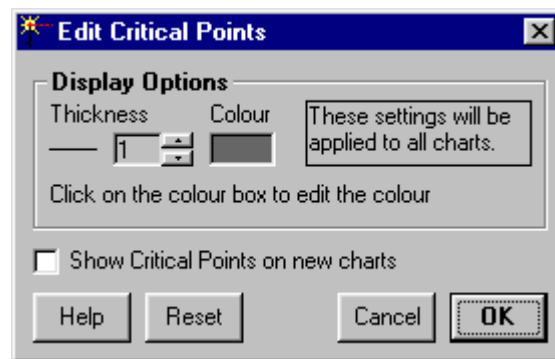 Edit Critical Points
Display Options
Thickness Colour
1
These settings will be
applied to all charts.
Click on the colour box to edit the colour
Show Critical Points on new charts
Help Reset Cancel OK